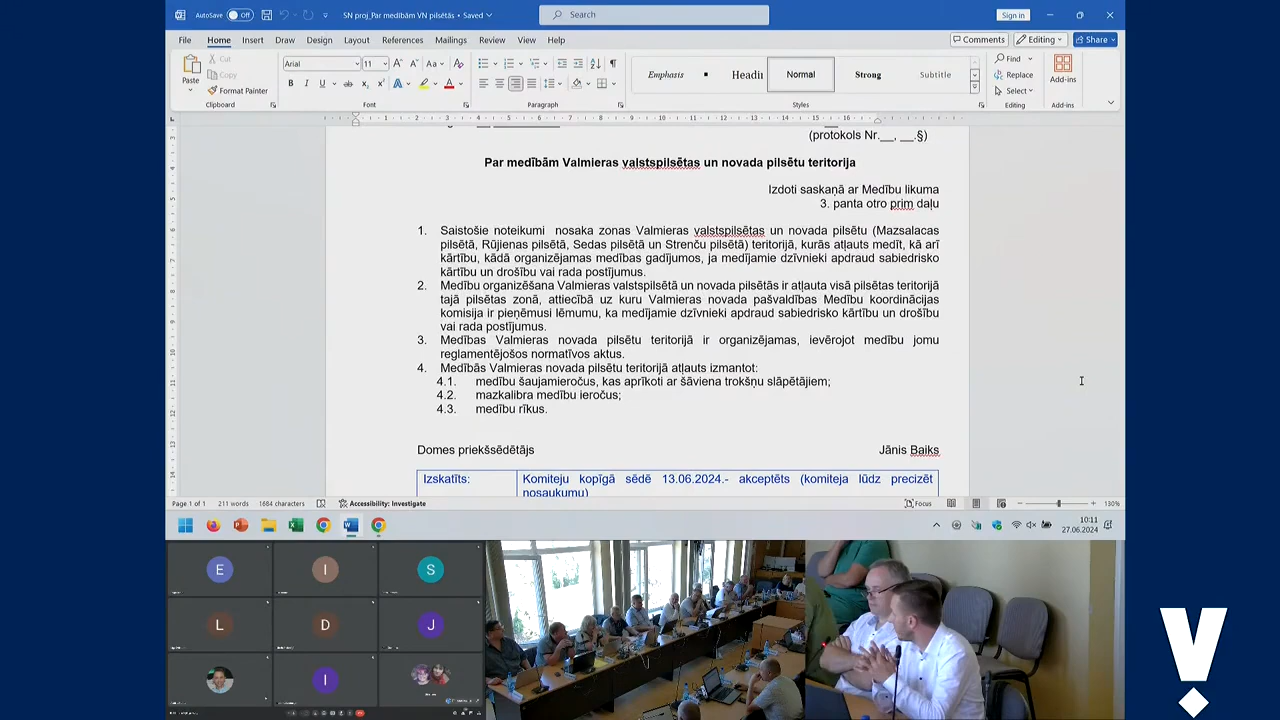 AutoSave
Off
SN proj_Par medībām VN pilsētās • Saved
Search
Sign in
File Home Insert Draw Design Layout References Mailings Review View Help
Comments
Editing
Share
Paste
Cut
Copy
Format Painter
Arial
11
Emphasis
Headii
Normal
Strong
Subtitle
Find
Replace
Select
Add-ins
Clipboard
Font
Paragraph
Styles
Editing
Add-ins
(protokols Nr.__, __.§)
Par medībām Valmieras valstspilsētas un novada pilsētu teritorija
Izdoti saskaņā ar Medību likuma
3. panta otro prim daļu
1. Saistošie noteikumi nosaka zonas Valmieras valstspilsētas un novada pilsētu (Mazsalacas
pilsētā, Rūjienas pilsētā, Sedas pilsētā un Strenču pilsētā) teritorijā, kurās atļauts medīt, kā arī
kārtību, kādā organizējamas medības gadījumos, ja medījamie dzīvnieki apdraud sabiedrisko
kārtību un drošību vai rada postījumus.
2. Medību organizēšana Valmieras valstspilsētā un novada pilsētās ir atļauta visā pilsētas teritorijā
tajā pilsētas zonā, attiecībā uz kuru Valmieras novada pašvaldības Medību koordinācijas
komisija ir pieņēmusi lēmumu, ka medījamie dzīvnieki apdraud sabiedrisko kārtību un drošību
vai rada postījumus.
3. Medības Valmieras novada pilsētu teritorijā ir organizējamas, ievērojot medību jomu
reglamentējošos normatīvos aktus.
4. Medībās Valmieras novada pilsētu teritorijā atļauts izmantot:
4.1. medību šaujamieročus, kas aprīkoti ar šāviena trokšņu slāpētājiem;
4.2. mazkalibra medību ieročus;
4.3. medību rīkus.
Domes priekšsēdētājs Jānis Baiks
Izskatīts: Komiteju kopīgā sēdē 13.06.2024.- akceptēts (komiteja lūdz precizēt
nosaukumu)
Page 1 of 1 211 words 1684 characters Accessibility: Investigate Focus 130%
10:11
27.06.2024
E I S
L D J
I